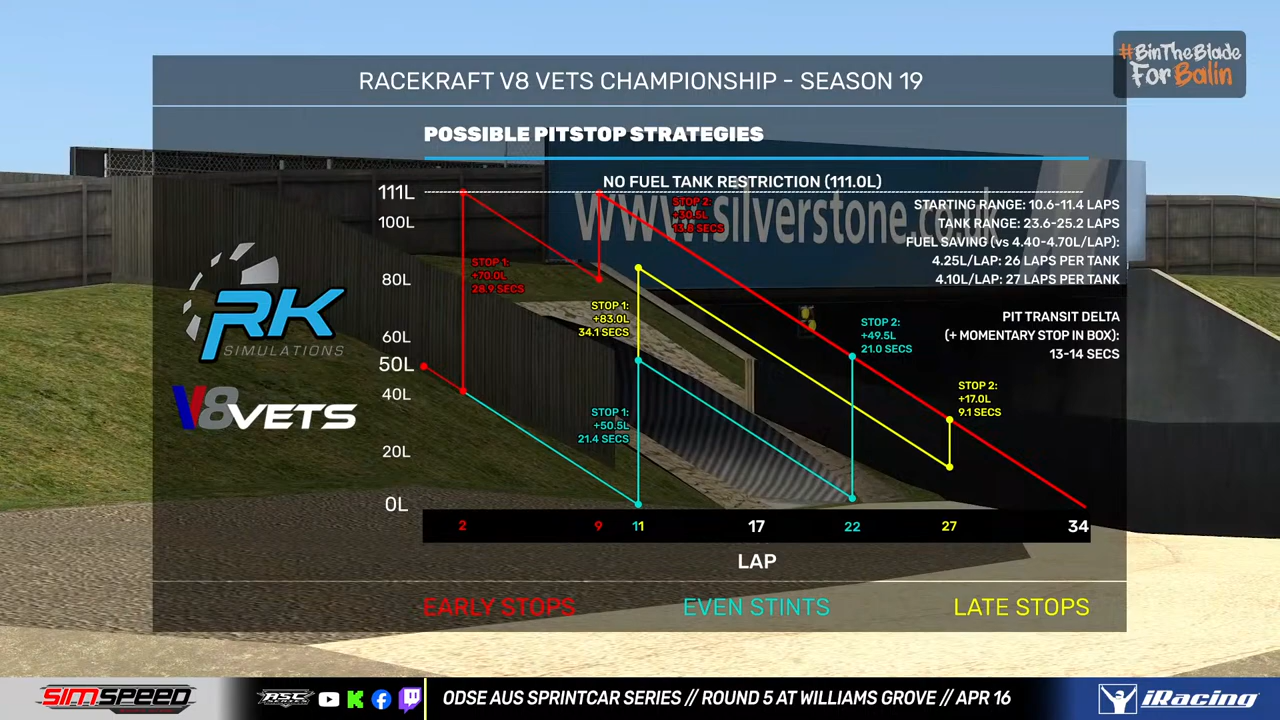 #BinTheBlade
ForBalin
RACEKRAFT V8 VETS CHAMPIONSHIP - SEASON 19
POSSIBLE PITSTOP STRATEGIES
NO FUEL TANK RESTRICTION (111.0L)
www.silverstone.co.uk
STARTING RANGE: 10.6-11.4 LAPS
TANK RANGE: 23.6-25.2 LAPS
FUEL SAVING (vs 4.40-4.70L/LAP):
4.25L/LAP: 26 LAPS PER TANK
4.10L/LAP: 27 LAPS PER TANK
PIT TRANSIT DELTA
(+ MOMENTARY STOP IN BOX):
13-14 SECS
111L
100L
80L
60L
50L
40L
20L
0L
STOP 1:
+70.0L
28.9 SECS
STOP 2:
+30.5L
13.8 SECS
STOP 1:
+83.0L
34.1 SECS
STOP 1:
+50.5L
21.4 SECS
STOP 2:
+49.5L
21.0 SECS
STOP 2:
+17.0L
9.1 SECS
RK
SIMULATIONS
V8VETS
2 9 11 17 22 27 34
LAP
EARLY STOPS EVEN STINTS LATE STOPS
SIMSPEED
RSC
ODSE AUS SPRINTCAR SERIES // ROUND 5 AT WILLIAMS GROVE // APR 16
iRacing